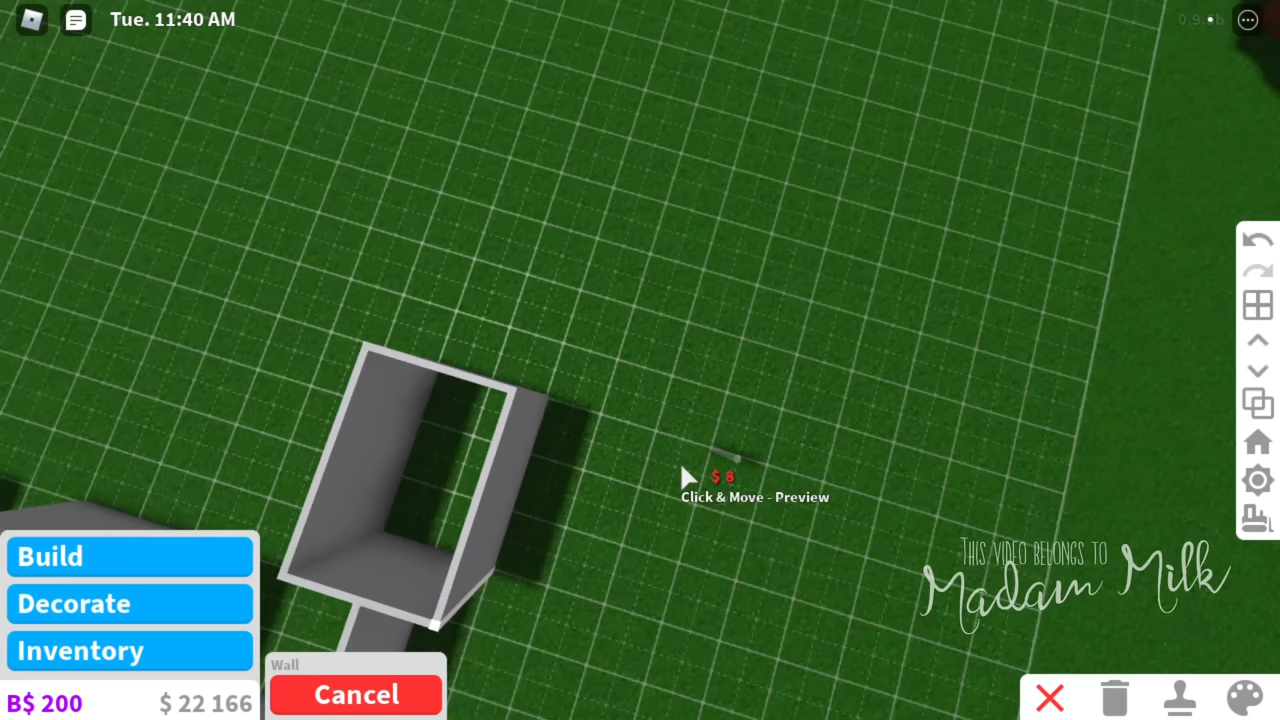 Tue. 11:40 AM
$ 8
Click & Move - Preview
THIS VIDEO BELONGS TO
Madam Milk
Build
Decorate
Inventory
B$ 200
$ 22 166
Wall
Cancel